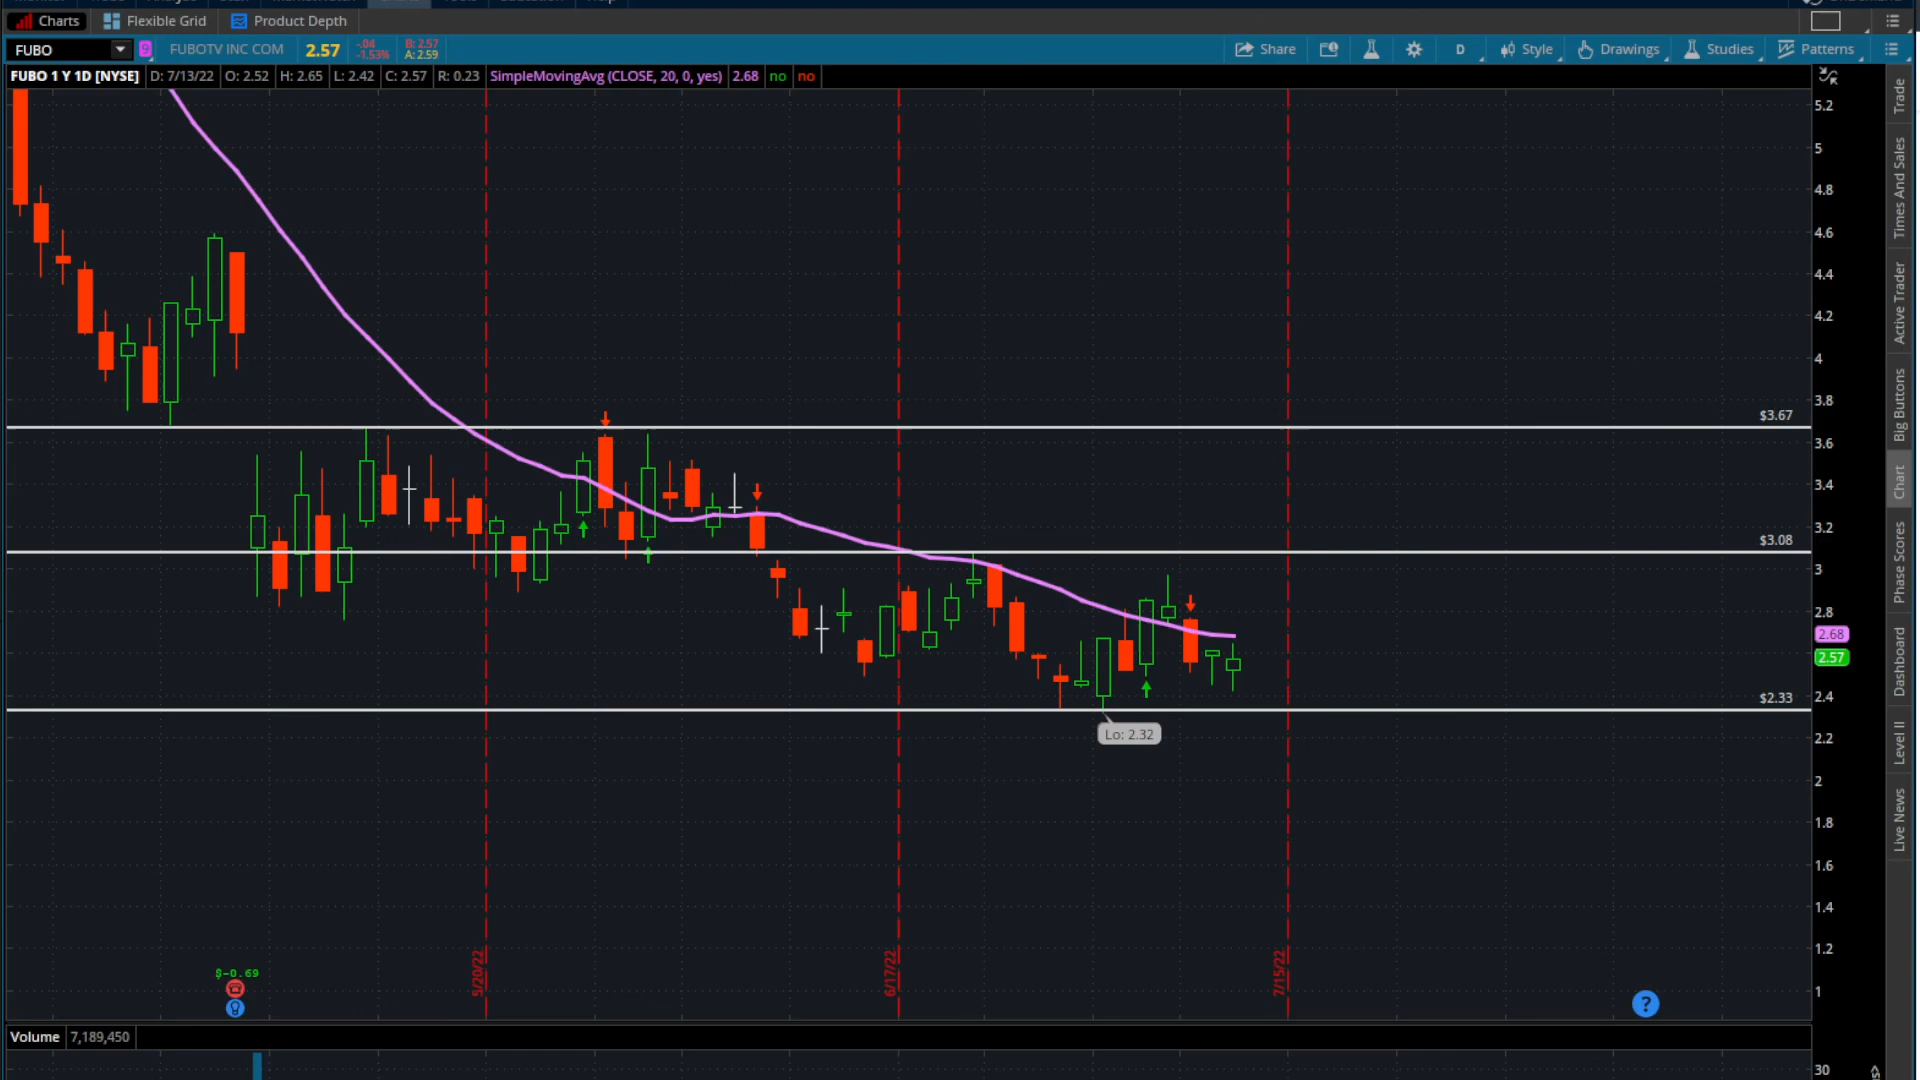 Charts Flexible Grid Product Depth
FUBO 9 FUBOTV INC COM 2.57 -.04 -1.53% B: 2.57 A: 2.59 Share D Style Drawings Studies Patterns
FUBO 1 Y 1D [NYSE] D: 7/13/22 O: 2.52 H: 2.65 L: 2.42 C: 2.57 R: 0.23 SimpleMovingAvg (CLOSE, 20, 0, yes) 2.68 no no
5.2
5
4.8
4.6
4.4
4.2
4
3.8
$3.67
3.6
3.4
3.2
$3.08
3
2.8
2.68
2.57
$2.33
2.4
Lo: 2.32
2.2
2
1.8
1.6
1.4
1.2
1
5/20/22
6/17/22
7/15/22
$-0.69
?
Volume 7,189,450
30
Trade
Times And Sales
Active Trader
Big Buttons
Chart
Phase Scores
Dashboard
Level II
Live News